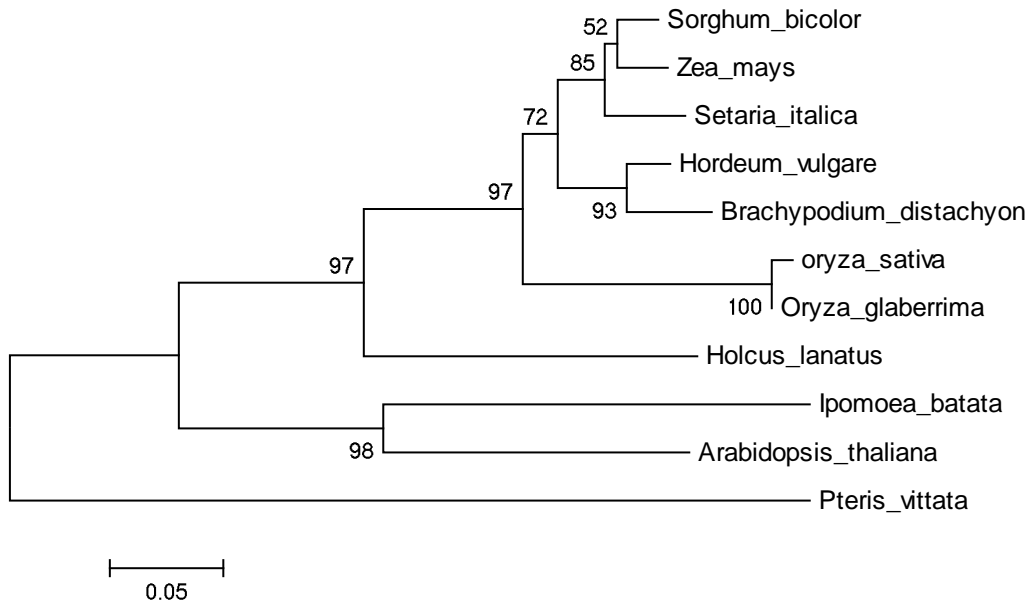 Sorghum_bicolor
52
Zea_mays
85
Setaria_italica
72
Hordeum_vulgare
97
93
Brachypodium_distachyon
oryza_sativa
97
100
Oryza_glaberrima
Holcus_lanatus
Ipomoea_batata
98
Arabidopsis_thaliana
Pteris_vittata
0.05